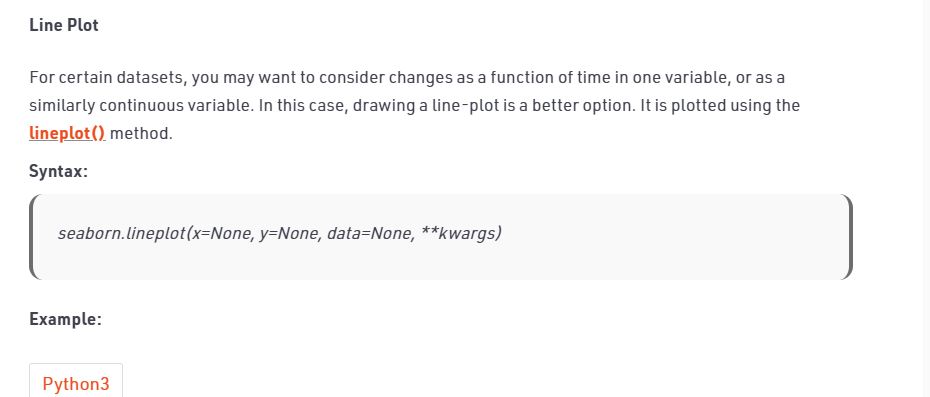 Line Plot
For certain datasets, you may want to consider changes as a function of time in one variable, or as a
similarly continuous variable. In this case, drawing a line-plot is a better option. It is plotted using the
lineplot() method.
Syntax:
seaborn.lineplot(x=None, y=None, data=None, **kwargs)
Example:
Python3